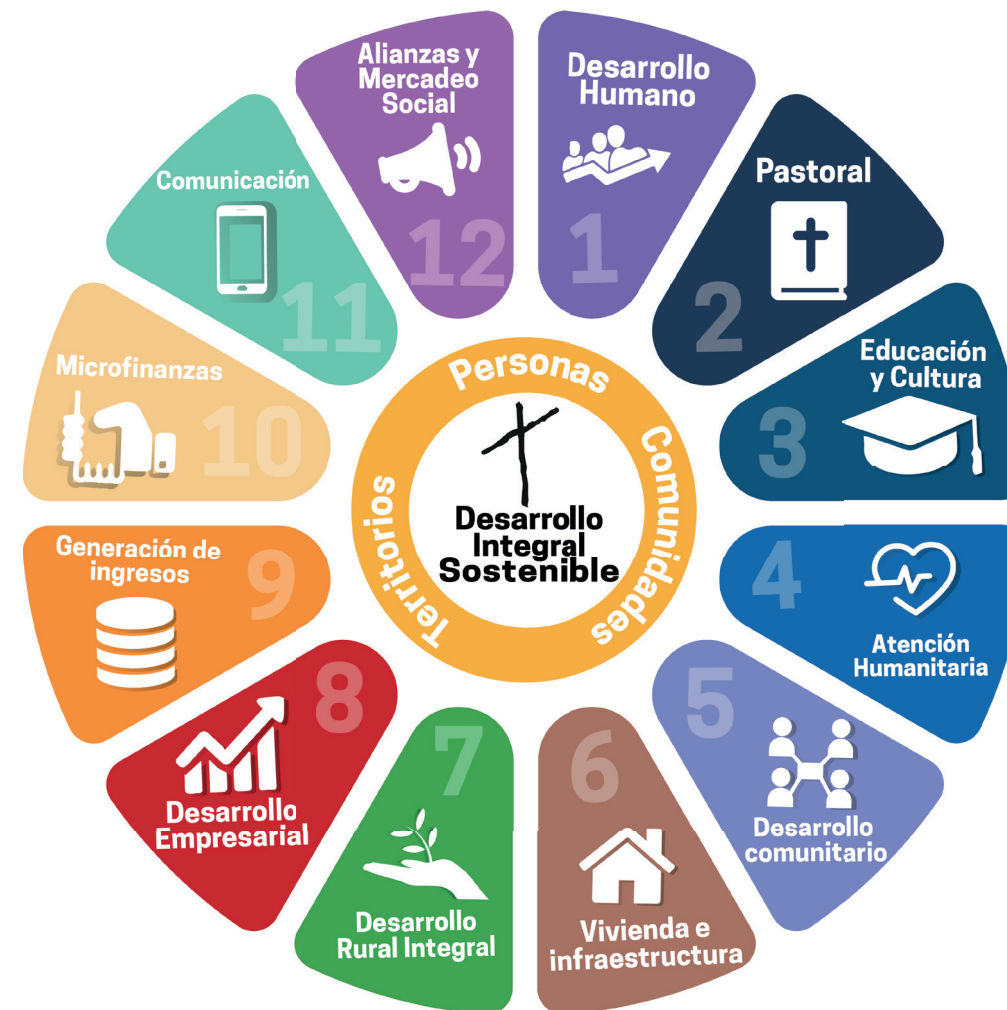 Desarrollo
Humano
1
Pastoral
2
Educación
y Cultura
3
4
Atención
Humanitaria
5
Desarrollo
comunitario
6
Vivienda e
infraestructura
7
Desarrollo
Rural Integral
8
Desarrollo
Empresarial
Generación de
ingresos
9
Microfinanzas
10
Comunicación
11
Alianzas y
Mercadeo
Social
12
Personas
Comunidades
Territorios
Desarrollo
Integral
Sostenible